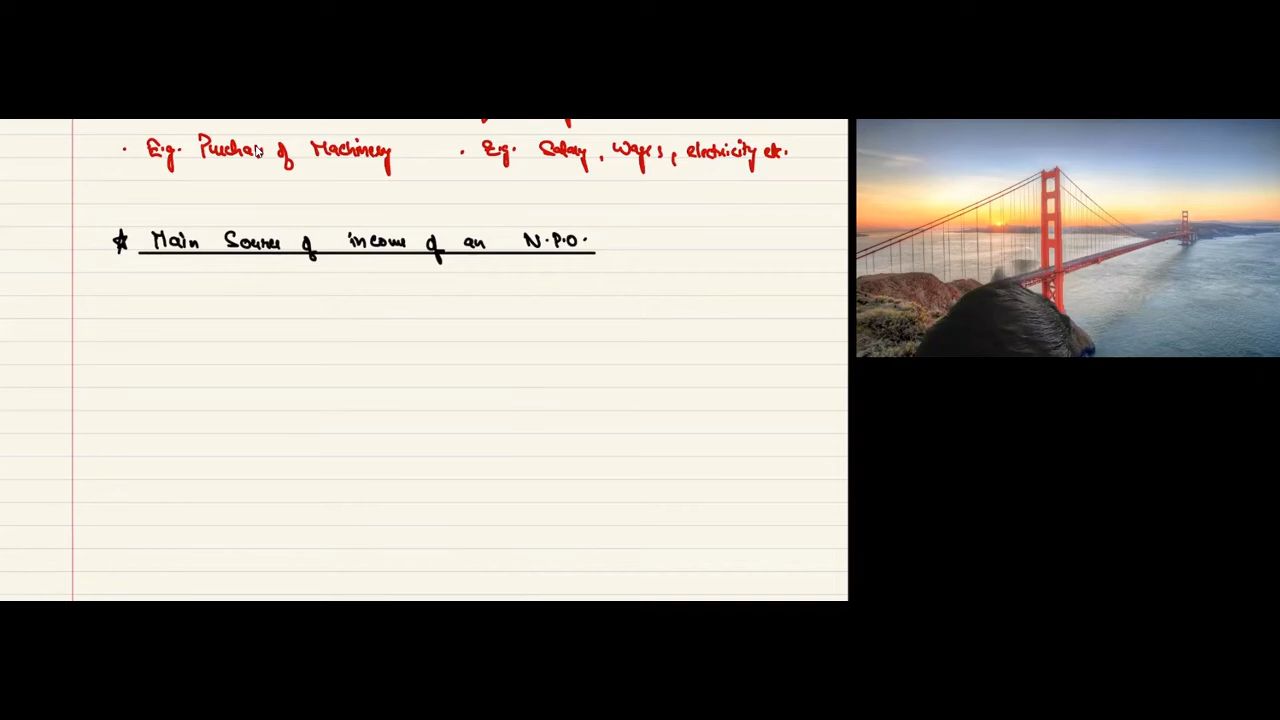 · E.g. Purchase of Machinery · E.g. Salary, Wages, electricity etc.
☆ Main Source of income of an N.P.O.